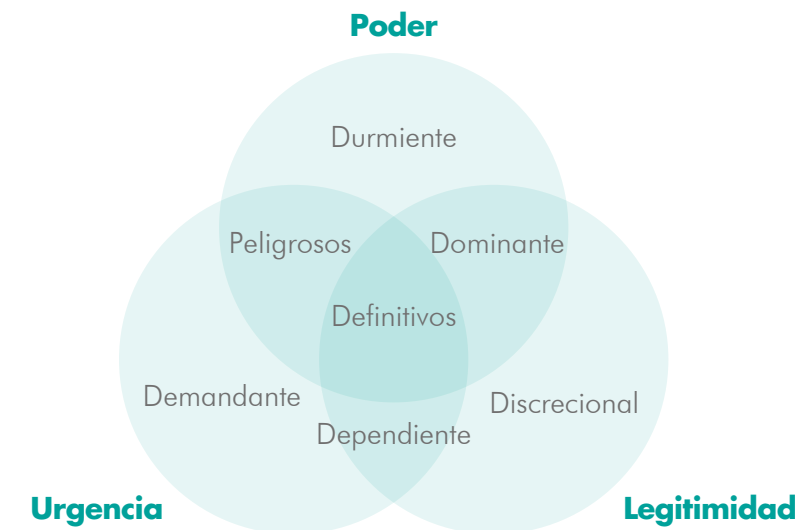 Poder
Durmiente
Peligrosos
Dominante
Definitivos
Demandante
Discrecional
Dependiente
Urgencia
Legitimidad